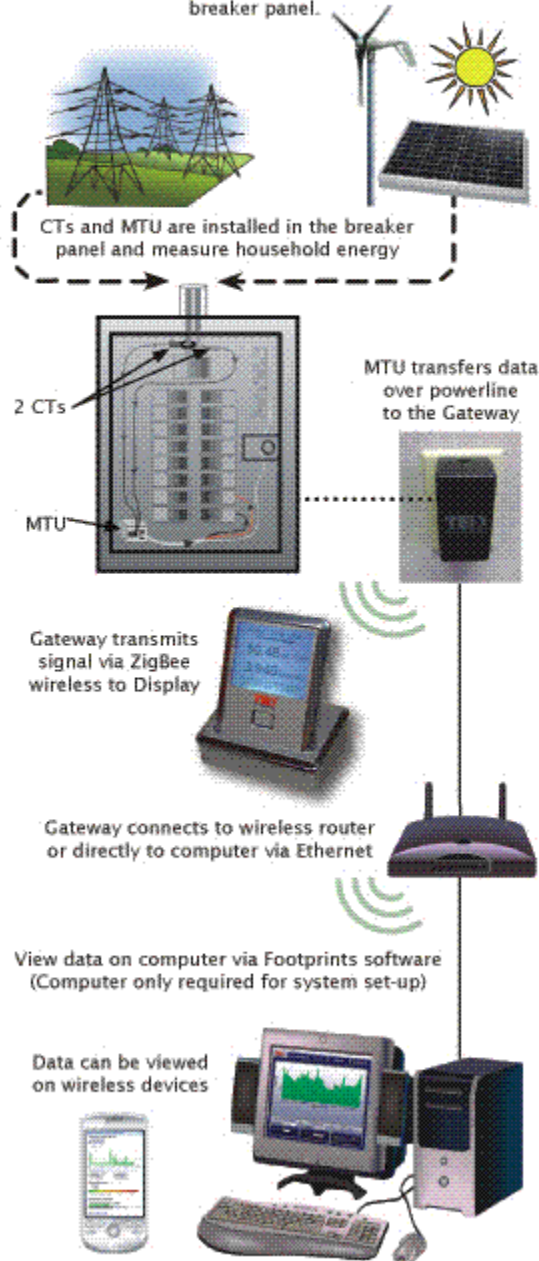 breaker panel.
CTs and MTU are installed in the breaker
panel and measure household energy
MTU transfers data
over powerline
to the Gateway
2 CTs
MTU
Gateway transmits
signal via ZigBee
wireless to Display
Gateway connects to wireless router
or directly to computer via Ethernet
View data on computer via Footprints software
(Computer only required for system set-up)
Data can be viewed
on wireless devices